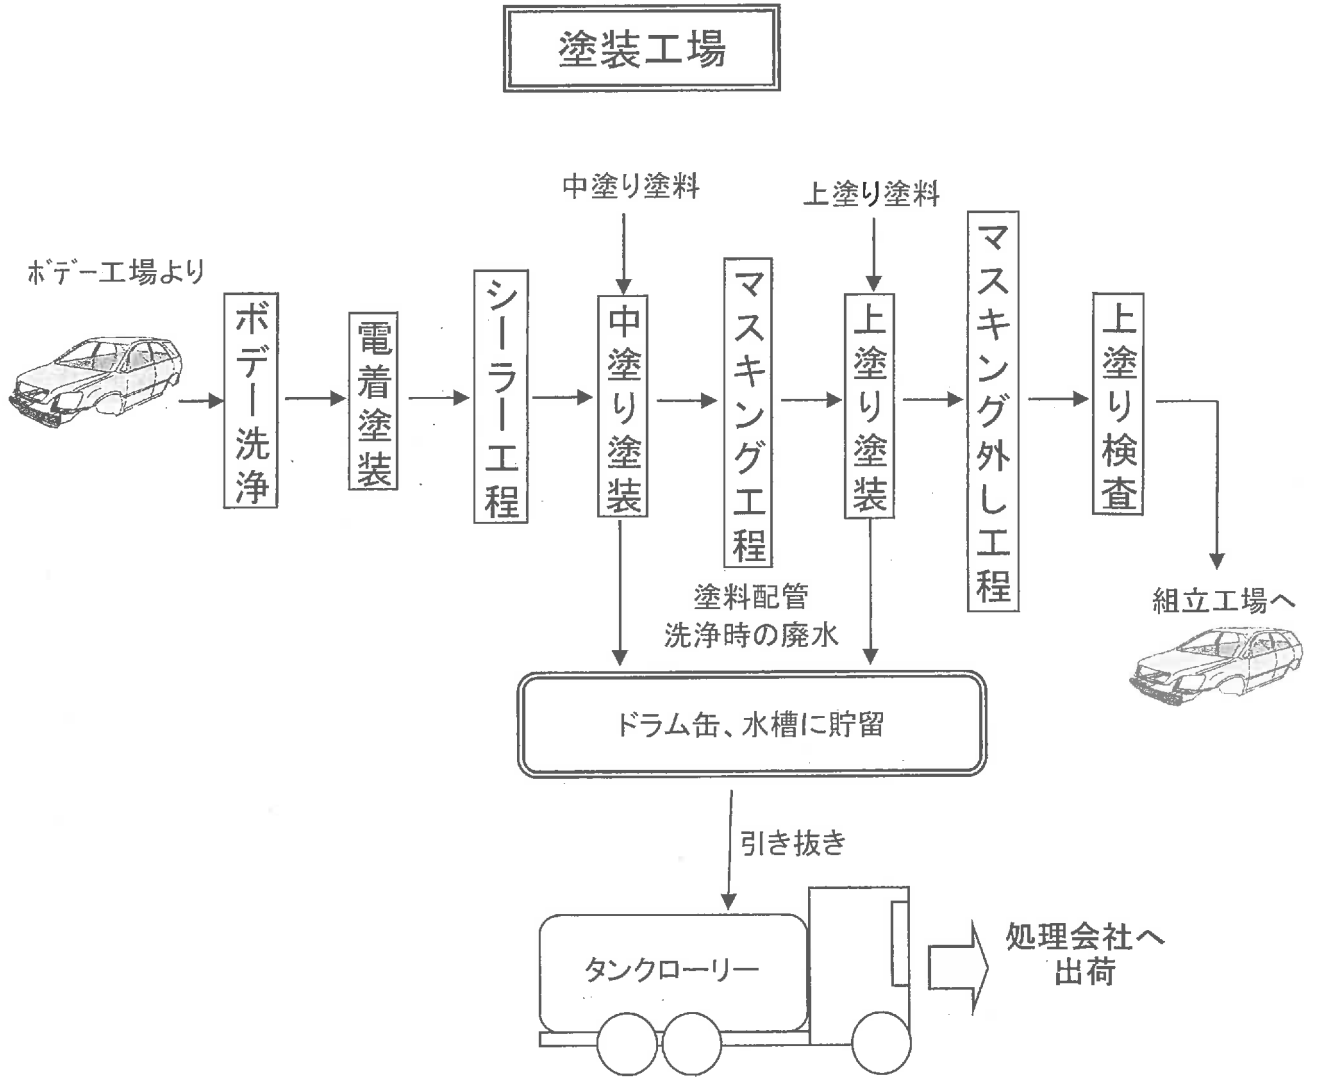 塗装工場
中塗り塗料
上塗り塗料
ﾎﾞﾃﾞｰ工場より
ボデー洗浄
電着塗装
シーラー工程
中塗り塗装
マスキング工程
上塗り塗装
マスキング外し工程
上塗り検査
塗料配管
洗浄時の廃水
組立工場へ
ドラム缶、水槽に貯留
引き抜き
タンクローリー
処理会社へ
出荷